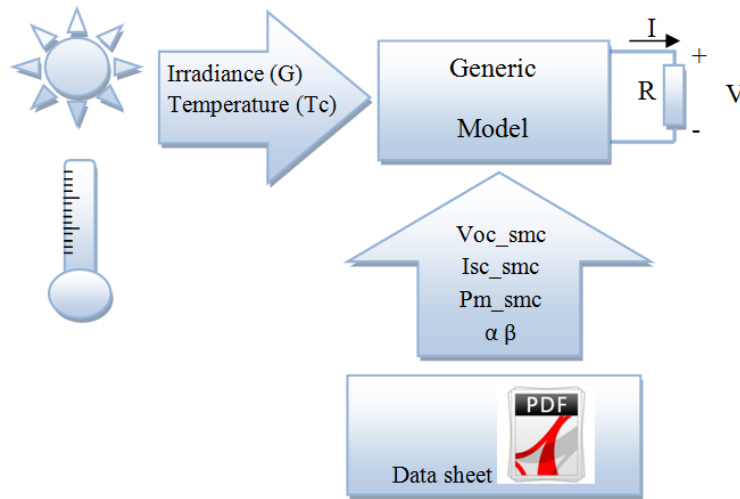 I
Irradiance (G)
Temperature (Tc)
Generic
Model
R
+
-
V
Voc_smc
Isc_smc
Pm_smc
α β
PDF
Data sheet